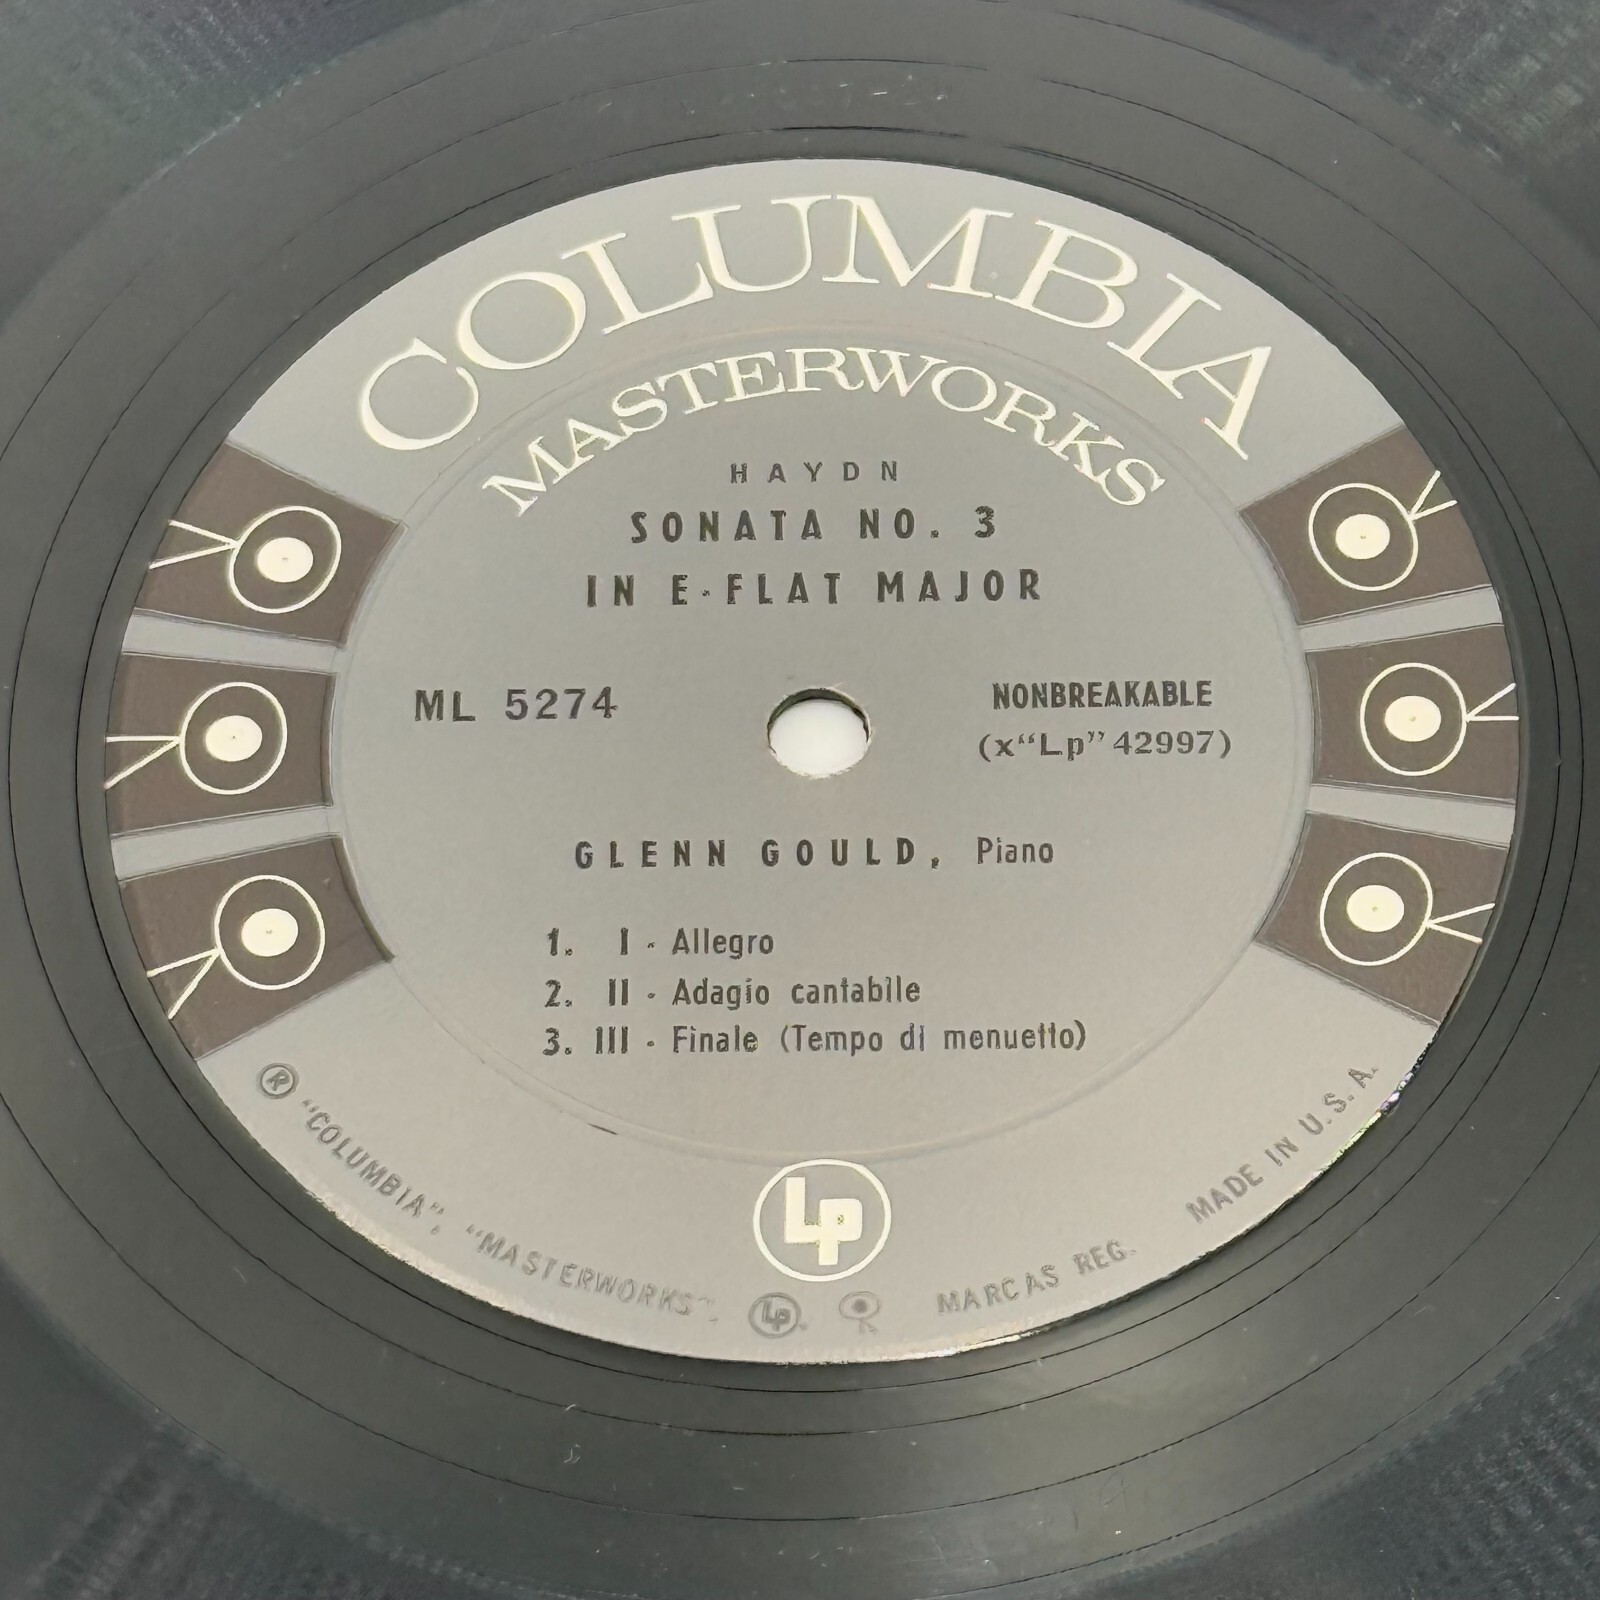 COLUMBIA
MASTERWORKS
HAYDN
SONATA NO. 3
IN E-FLAT MAJOR
ML 5274
NONBREAKABLE
(x“Lp” 42997)
GLENN GOULD, Piano
1. I - Allegro
2. II - Adagio cantabile
3. III - Finale (Tempo di menuetto)
Lp
® “COLUMBIA”, “MASTERWORKS”, Lp, MARCAS REG. MADE IN U.S.A.